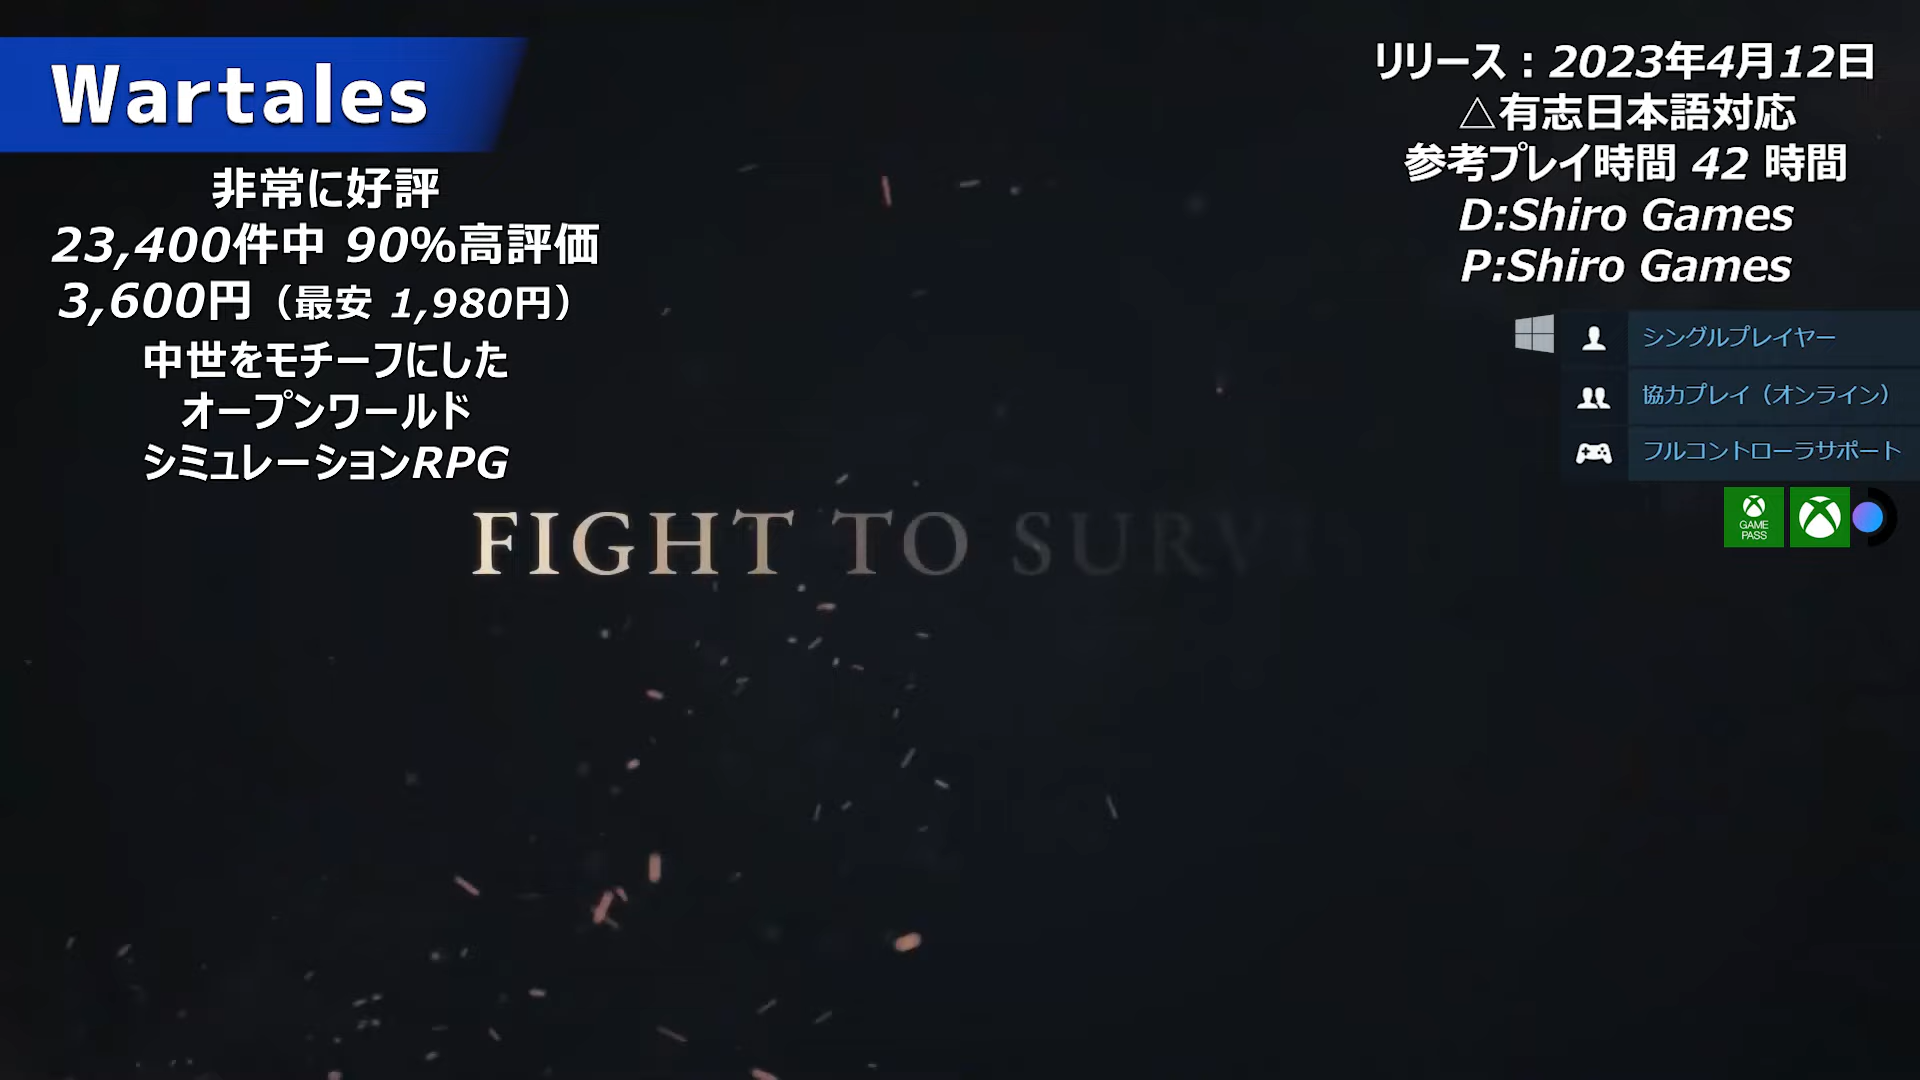 Wartales
非常に好評
23,400件中 90%高評価
3,600円（最安 1,980円）
中世をモチーフにした
オープンワールド
シミュレーションRPG
リリース：2023年4月12日
△有志日本語対応
参考プレイ時間 42 時間
D:Shiro Games
P:Shiro Games
シングルプレイヤー
協力プレイ（オンライン）
フルコントローラサポート
GAME
PASS
FIGHT TO SURVI